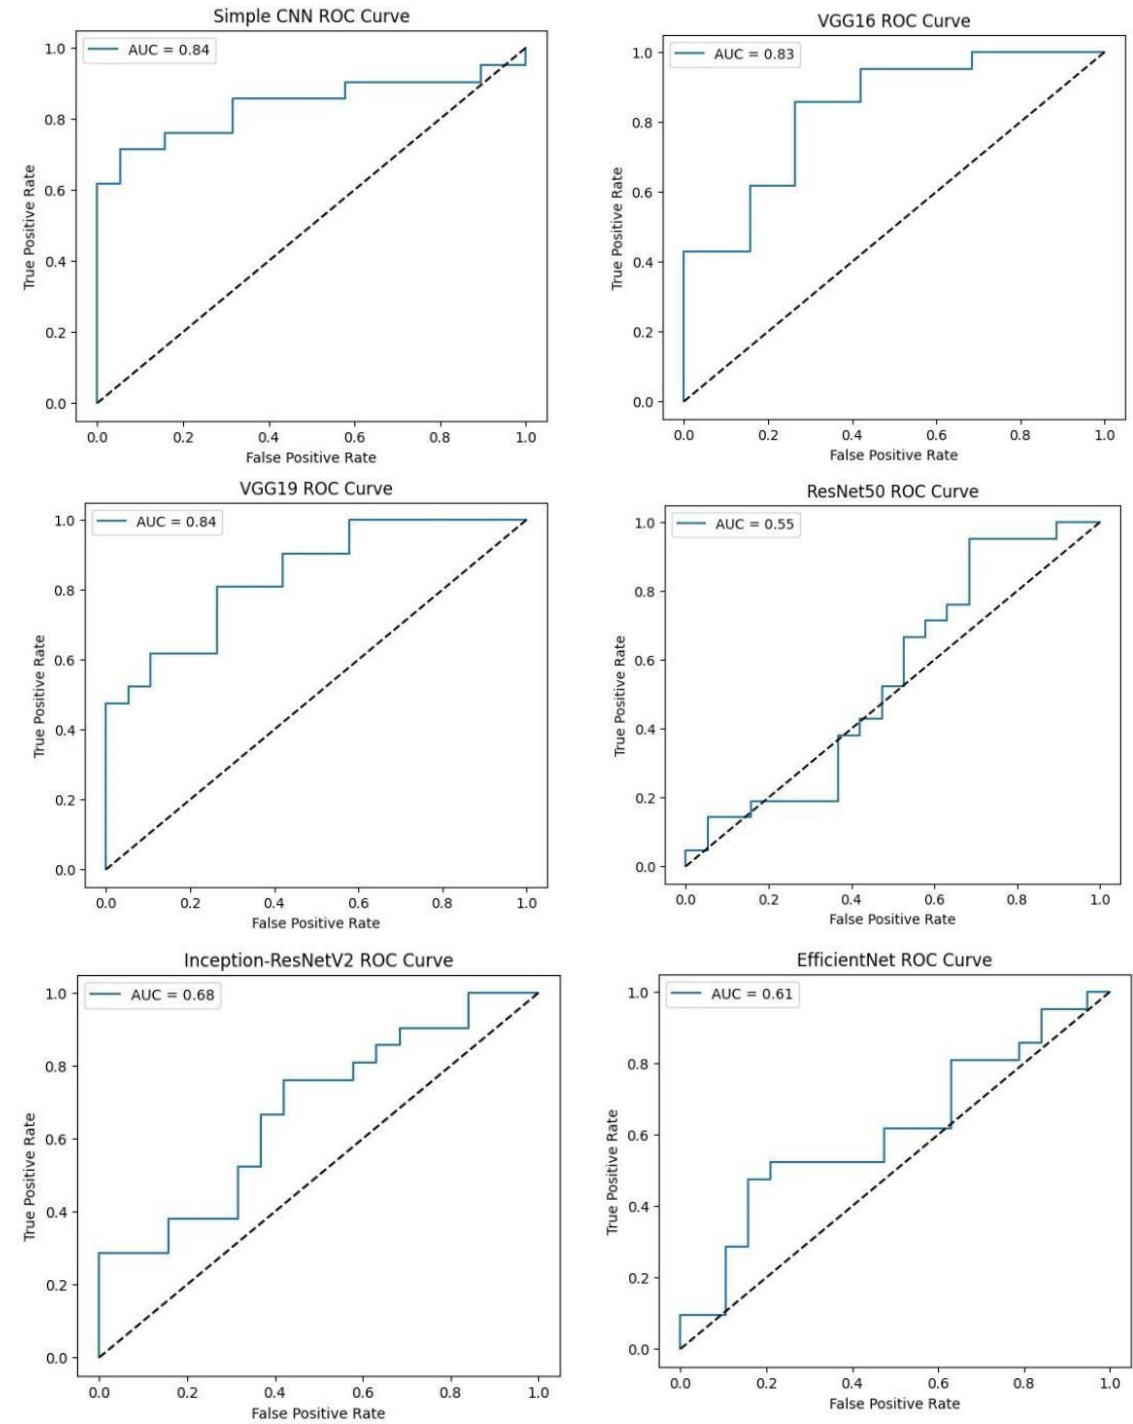 Simple CNN ROC Curve
AUC = 0.84
1.0
0.8
0.6
0.4
0.2
0.0
True Positive Rate
0.0 0.2 0.4 0.6 0.8 1.0
False Positive Rate
VGG16 ROC Curve
AUC = 0.83
1.0
0.8
0.6
0.4
0.2
0.0
True Positive Rate
0.0 0.2 0.4 0.6 0.8 1.0
False Positive Rate
VGG19 ROC Curve
AUC = 0.84
1.0
0.8
0.6
0.4
0.2
0.0
True Positive Rate
0.0 0.2 0.4 0.6 0.8 1.0
False Positive Rate
ResNet50 ROC Curve
AUC = 0.55
1.0
0.8
0.6
0.4
0.2
0.0
True Positive Rate
0.0 0.2 0.4 0.6 0.8 1.0
False Positive Rate
Inception-ResNetV2 ROC Curve
AUC = 0.68
1.0
0.8
0.6
0.4
0.2
0.0
True Positive Rate
0.0 0.2 0.4 0.6 0.8 1.0
False Positive Rate
EfficientNet ROC Curve
AUC = 0.61
1.0
0.8
0.6
0.4
0.2
0.0
True Positive Rate
0.0 0.2 0.4 0.6 0.8 1.0
False Positive Rate